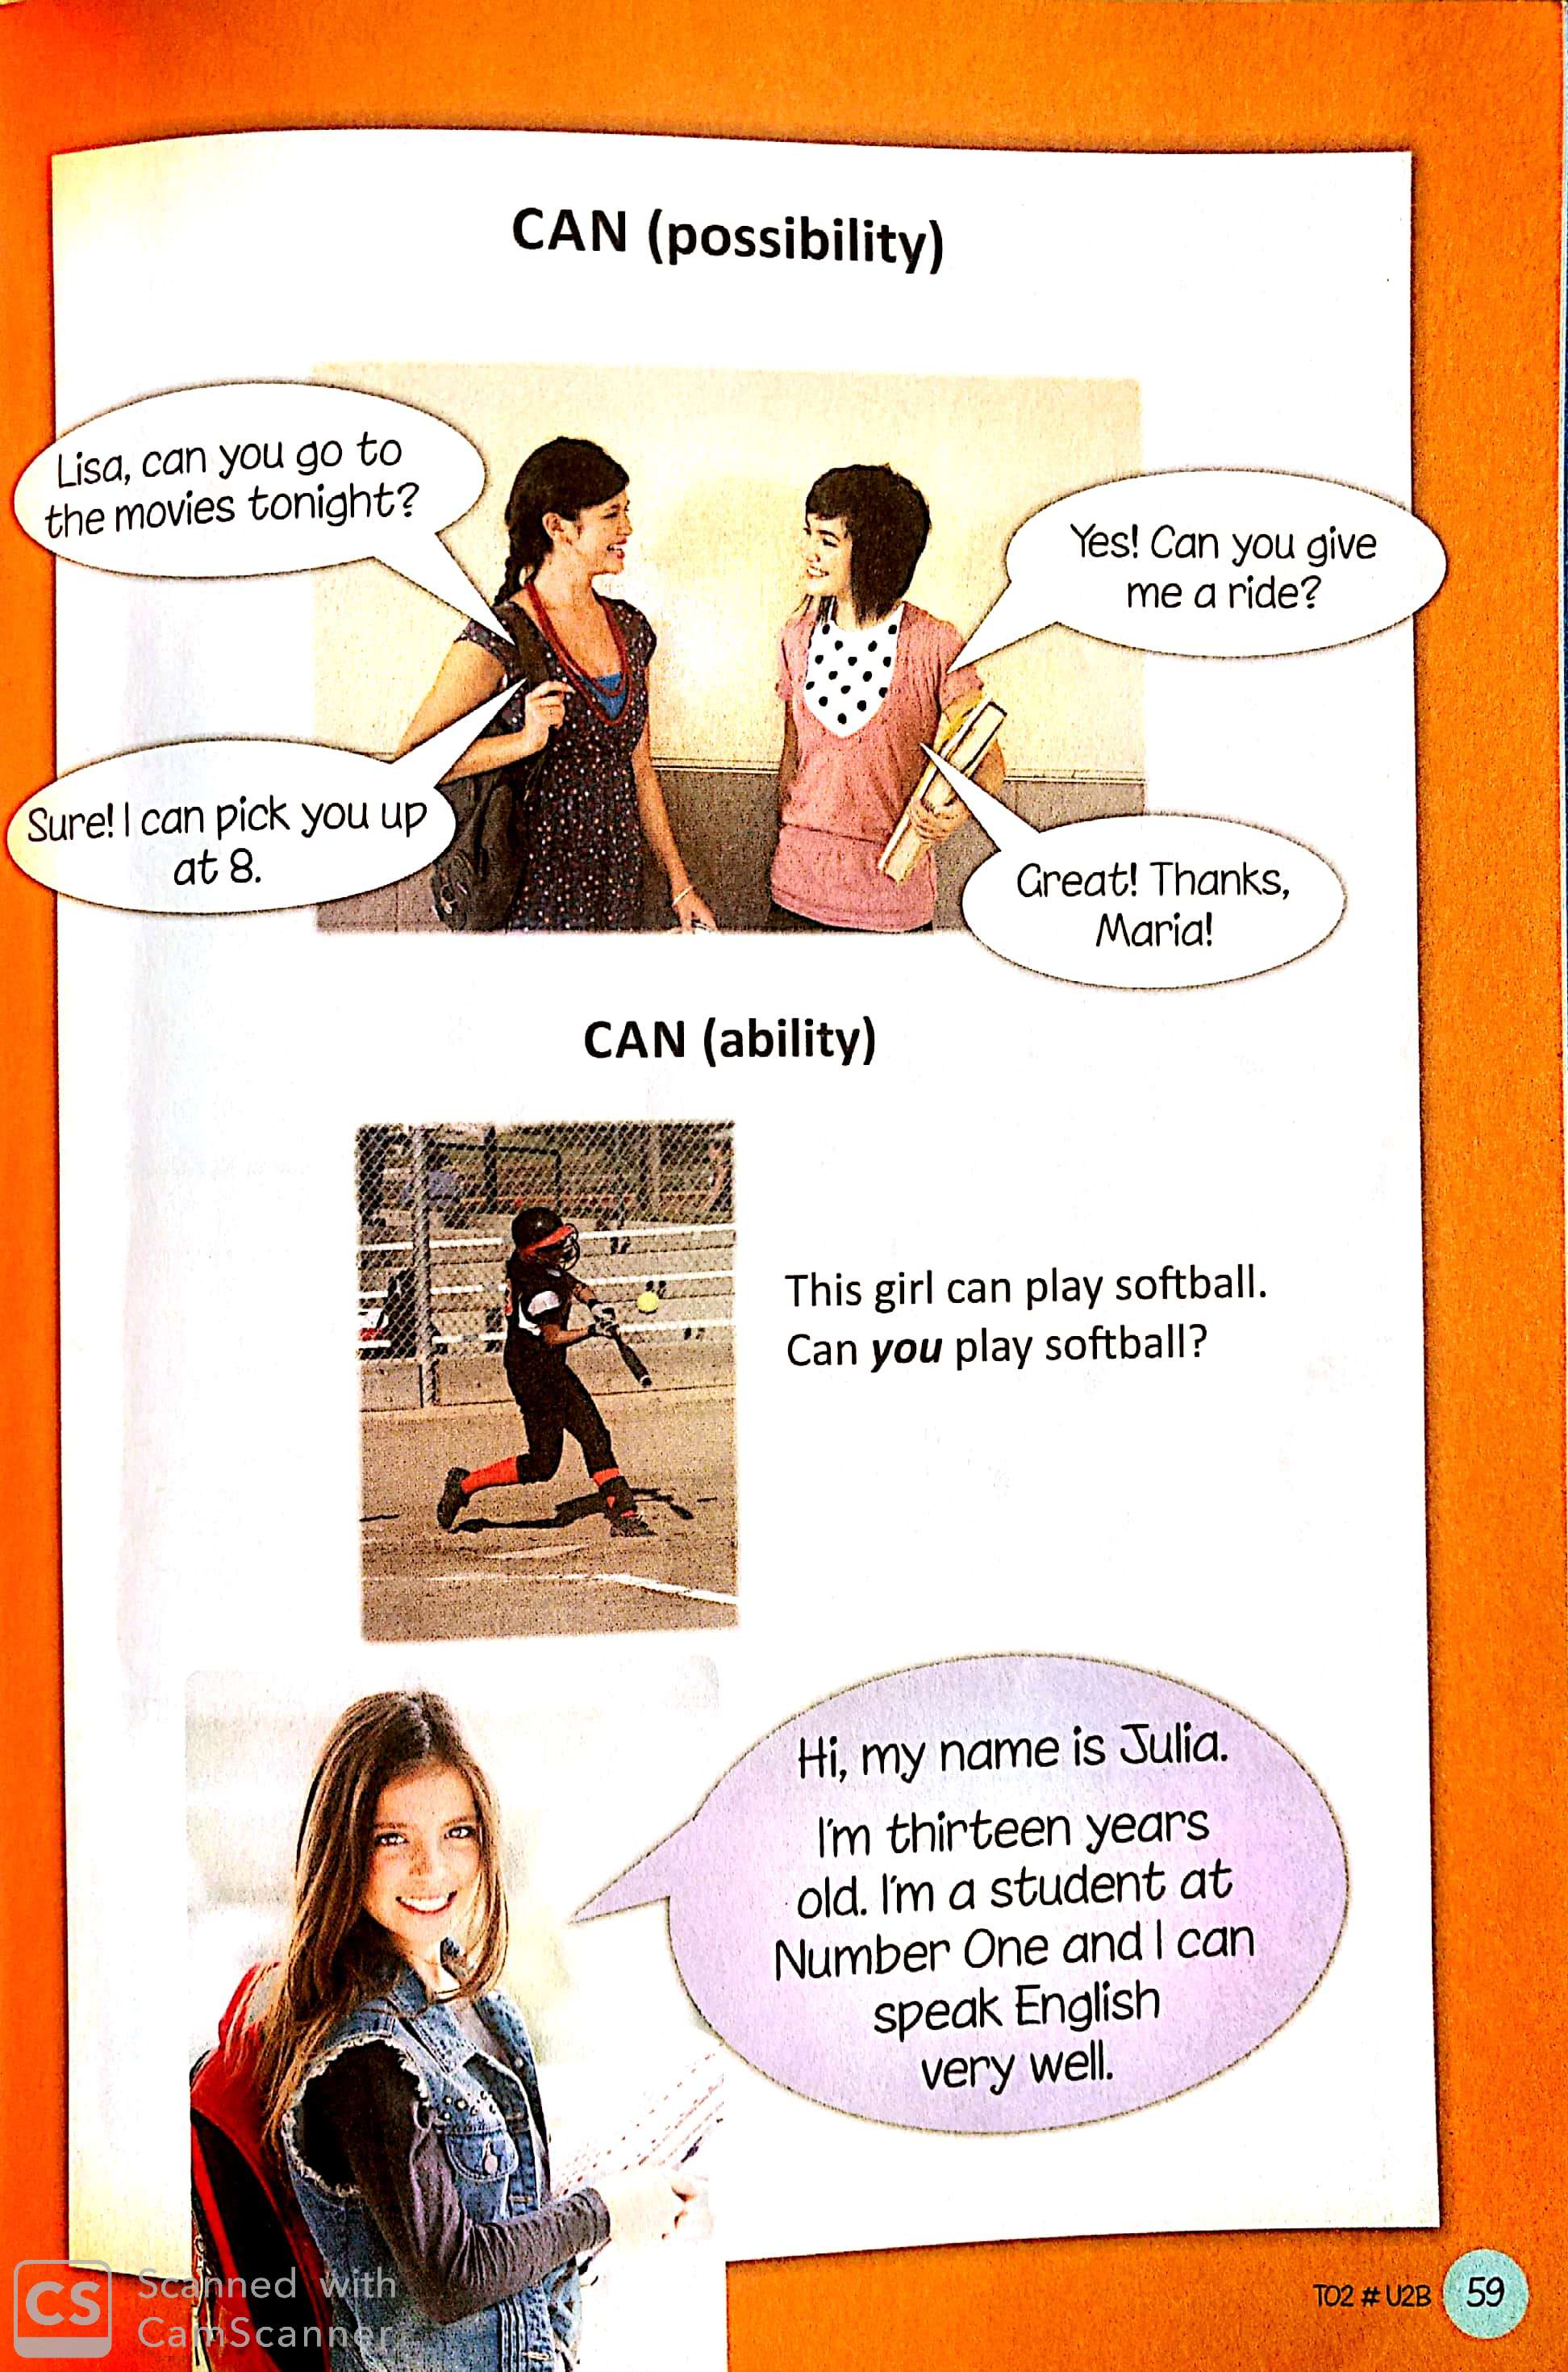 CAN (possibility)
Lisa, can you go to
the movies tonight?
Yes! Can you give
me a ride?
Sure! I can pick you up
at 8.
Great! Thanks,
Maria!
CAN (ability)
This girl can play softball.
Can you play softball?
Hi, my name is Julia.
I'm thirteen years
old. I'm a student at
Number One and I can
speak English
very well.
TO2 # U2B 59
CS Scanned with
CamScanner